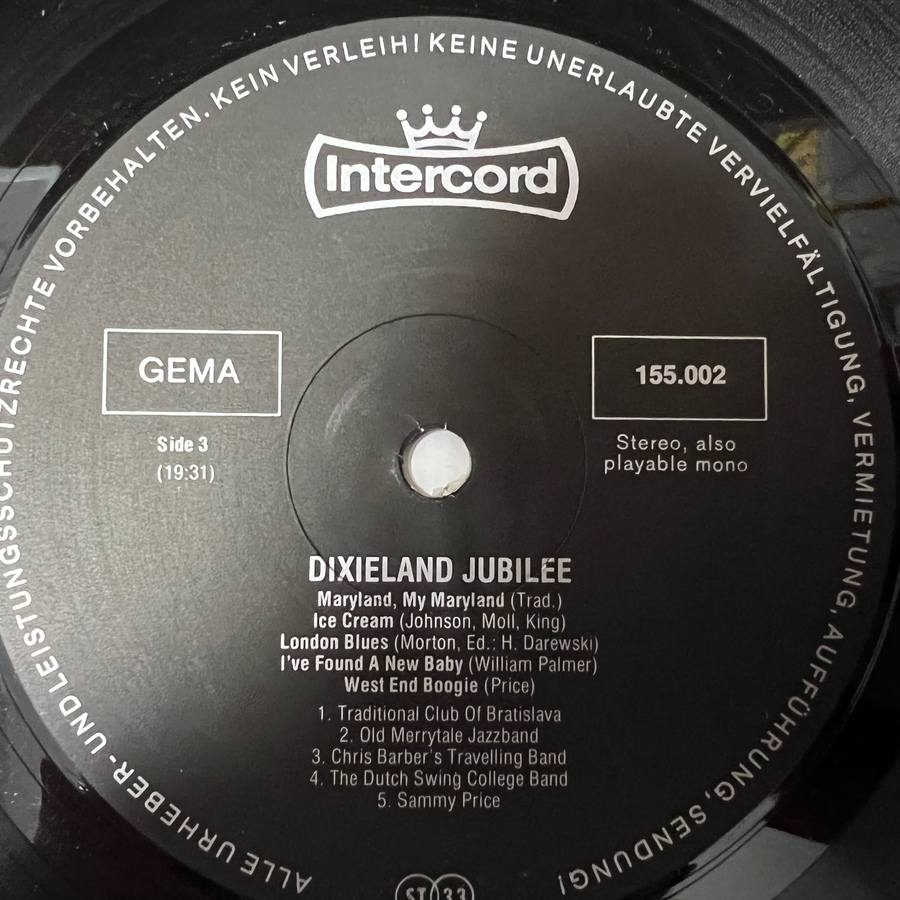 ALLE URHEBER- UND LEISTUNGSSCHUTZRECHTE VORBEHALTEN. KEIN VERLEIH! KEINE UNERLAUBTE VERVIELFÄLTIGUNG, VERMIETUNG, AUFFÜHRUNG, SENDUNG!
Intercord
GEMA
155.002
Side 3
(19:31)
Stereo, also
playable mono
DIXIELAND JUBILEE
Maryland, My Maryland (Trad.)
Ice Cream (Johnson, Moll, King)
London Blues (Morton, Ed.: H. Darewski)
I've Found A New Baby (William Palmer)
West End Boogie (Price)
1. Traditional Club Of Bratislava
2. Old Merrytale Jazzband
3. Chris Barber's Travelling Band
4. The Dutch Swing College Band
5. Sammy Price
ST 33